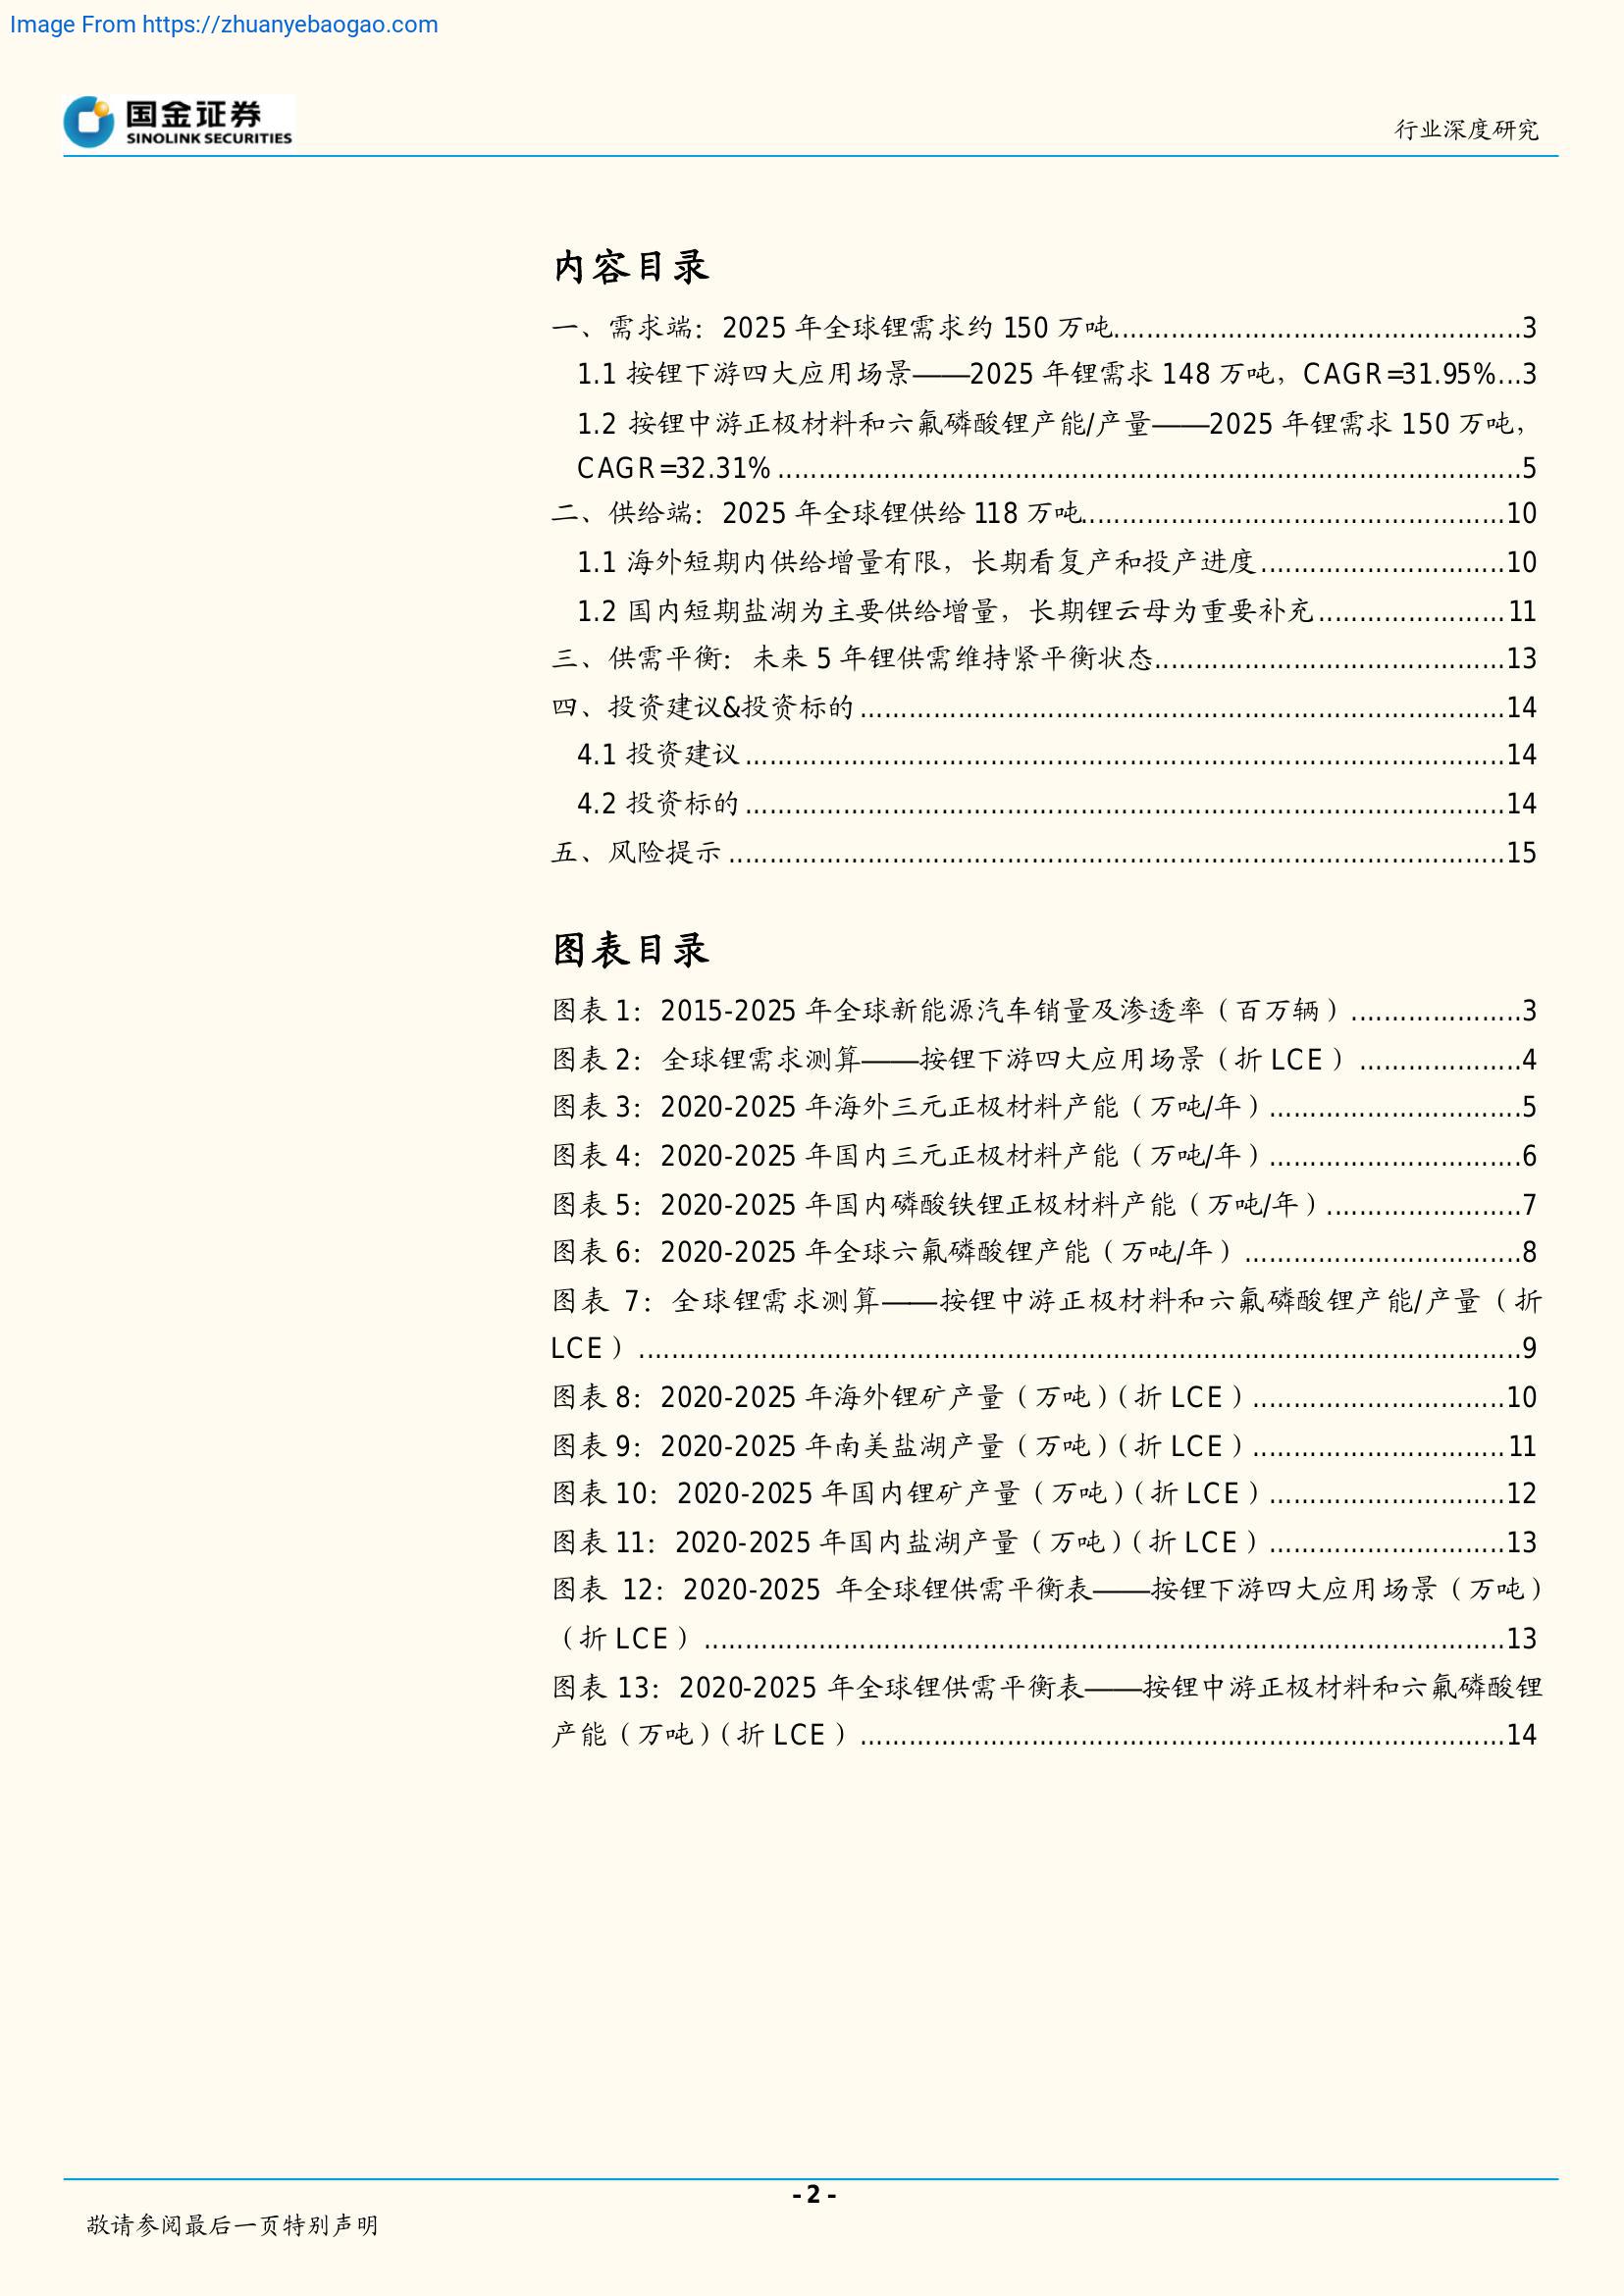 Image From https://zhuanyebaogao.com
国金证券
SINOLINK SECURITIES
行业深度研究
内容目录
一、需求端：2025 年全球锂需求约 150 万吨......3
1.1 按锂下游四大应用场景——2025 年锂需求 148 万吨，CAGR=31.95%...3
1.2 按锂中游正极材料和六氟磷酸锂产能/产量——2025 年锂需求 150 万吨，
CAGR=32.31%......5
二、供给端：2025 年全球锂供给 118 万吨......10
1.1 海外短期内供给增量有限，长期看复产和投产进度......10
1.2 国内短期盐湖为主要供给增量，长期锂云母为重要补充......11
三、供需平衡：未来 5 年锂供需维持紧平衡状态......13
四、投资建议&投资标的......14
4.1 投资建议......14
4.2 投资标的......14
五、风险提示......15
图表目录
图表 1：2015-2025 年全球新能源汽车销量及渗透率（百万辆）......3
图表 2：全球锂需求测算——按锂下游四大应用场景（折 LCE）......4
图表 3：2020-2025 年海外三元正极材料产能（万吨/年）......5
图表 4：2020-2025 年国内三元正极材料产能（万吨/年）......6
图表 5：2020-2025 年国内磷酸铁锂正极材料产能（万吨/年）......7
图表 6：2020-2025 年全球六氟磷酸锂产能（万吨/年）......8
图表 7：全球锂需求测算——按锂中游正极材料和六氟磷酸锂产能/产量（折
LCE）......9
图表 8：2020-2025 年海外锂矿产量（万吨）（折 LCE）......10
图表 9：2020-2025 年南美盐湖产量（万吨）（折 LCE）......11
图表 10：2020-2025 年国内锂矿产量（万吨）（折 LCE）......12
图表 11：2020-2025 年国内盐湖产量（万吨）（折 LCE）......13
图表 12：2020-2025 年全球锂供需平衡表——按锂下游四大应用场景（万吨）
（折 LCE）......13
图表 13：2020-2025 年全球锂供需平衡表——按锂中游正极材料和六氟磷酸锂
产能（万吨）（折 LCE）......14
- 2 -
敬请参阅最后一页特别声明